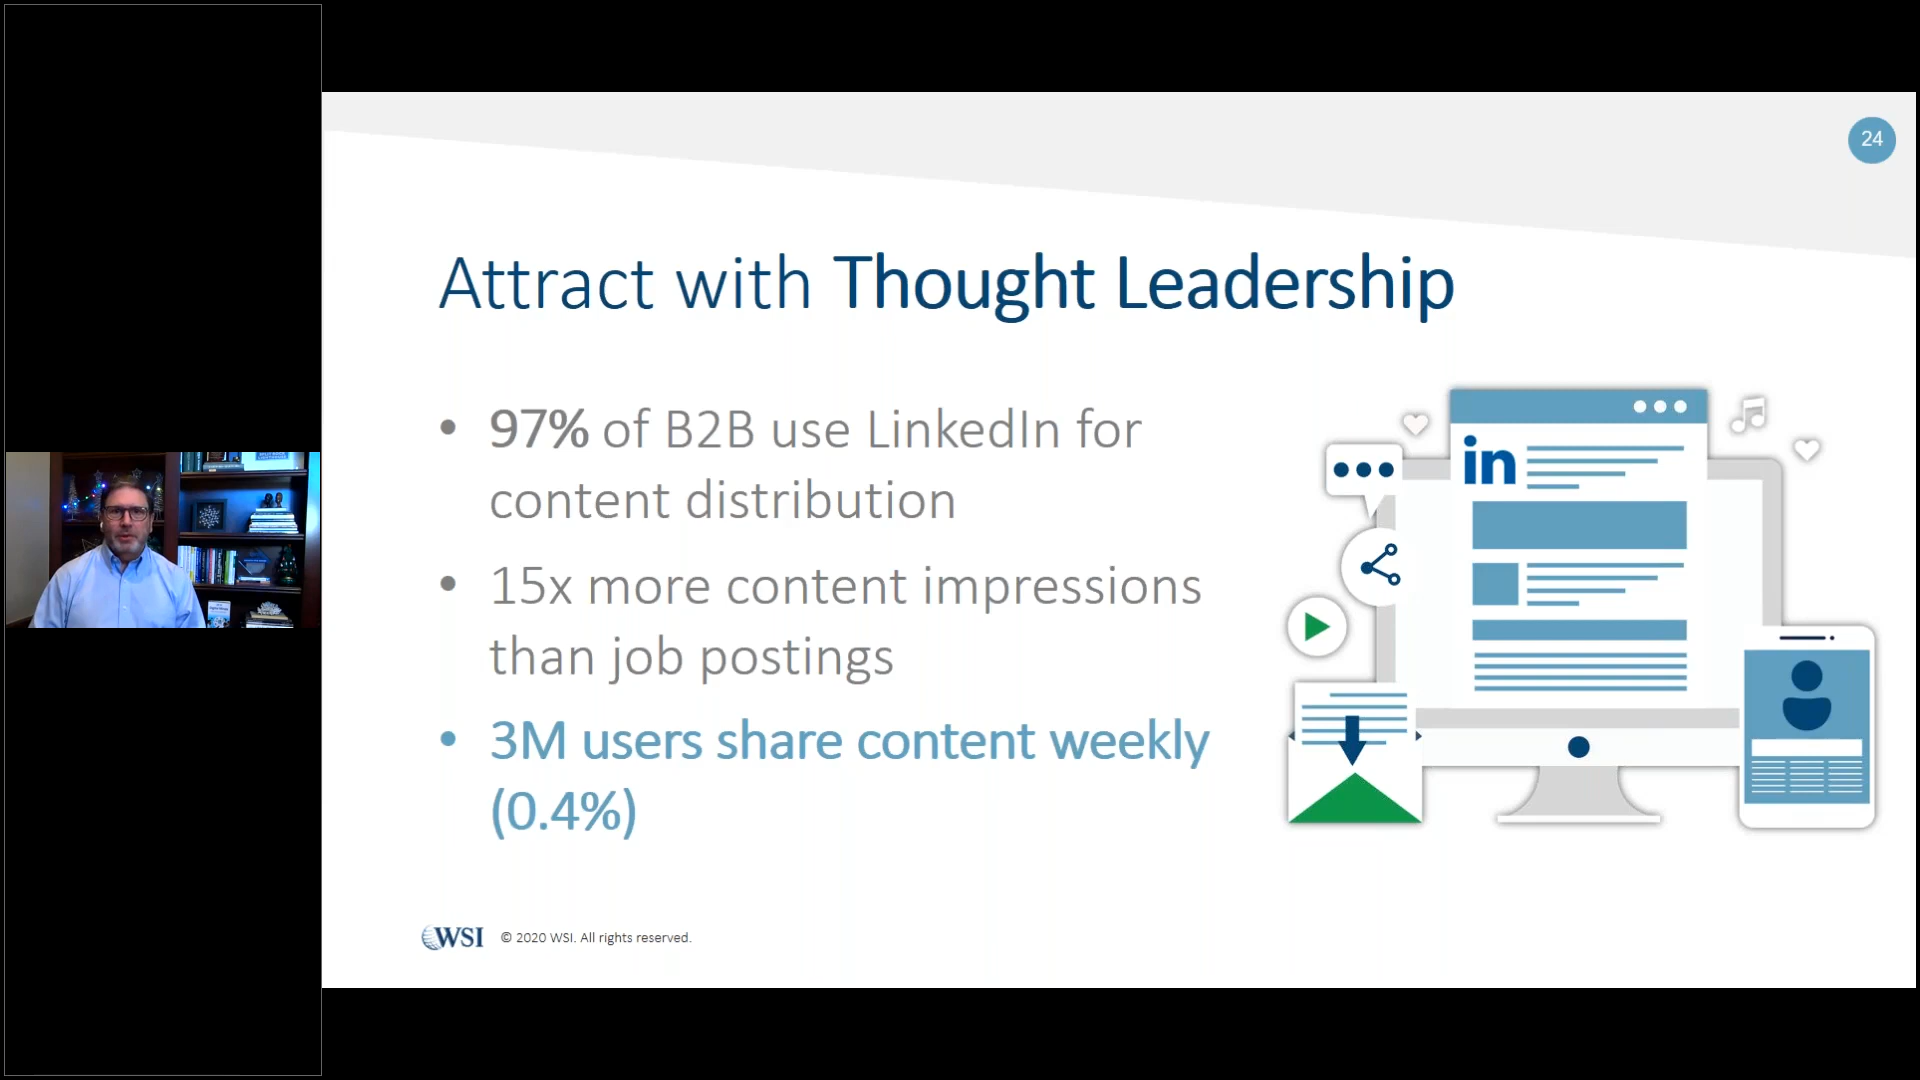 24
Attract with Thought Leadership
• 97% of B2B use LinkedIn for
content distribution
• 15x more content impressions
than job postings
• 3M users share content weekly
(0.4%)
in
WSI © 2020 WSI. All rights reserved.